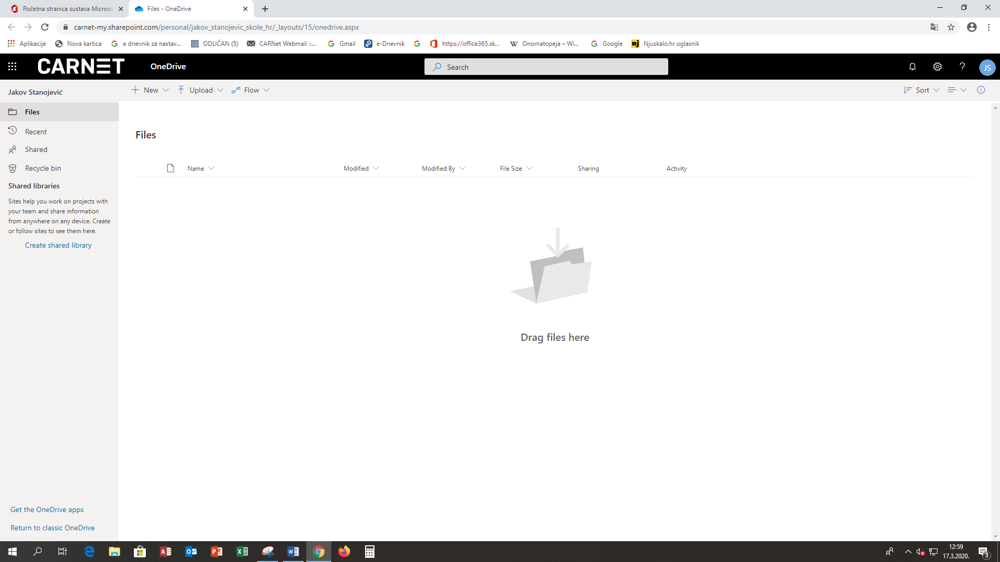 Početna stranica sustava Microso
Files - OneDrive
carnet-my.sharepoint.com/personal/jakov_stanojevic_skole_hr/_layouts/15/onedrive.aspx
Aplikacije Nova kartica e dnevnik za nastav... ODLIČAN (5) CARNet Webmail ::... Gmail e-Dnevnik https://office365.sk... Onomatopeja – Wi... Google Njuskalo.hr oglasnik
CARNET OneDrive Search JS
Jakov Stanojević
New Upload Flow Sort
Files
Recent
Shared
Recycle bin
Shared libraries
Sites help you work on projects with
your team and share information
from anywhere on any device. Create
or follow sites to see them here.
Create shared library
Get the OneDrive apps
Return to classic OneDrive
Files
Name Modified Modified By File Size Sharing Activity
Drag files here
12:59
17.3.2020.
3